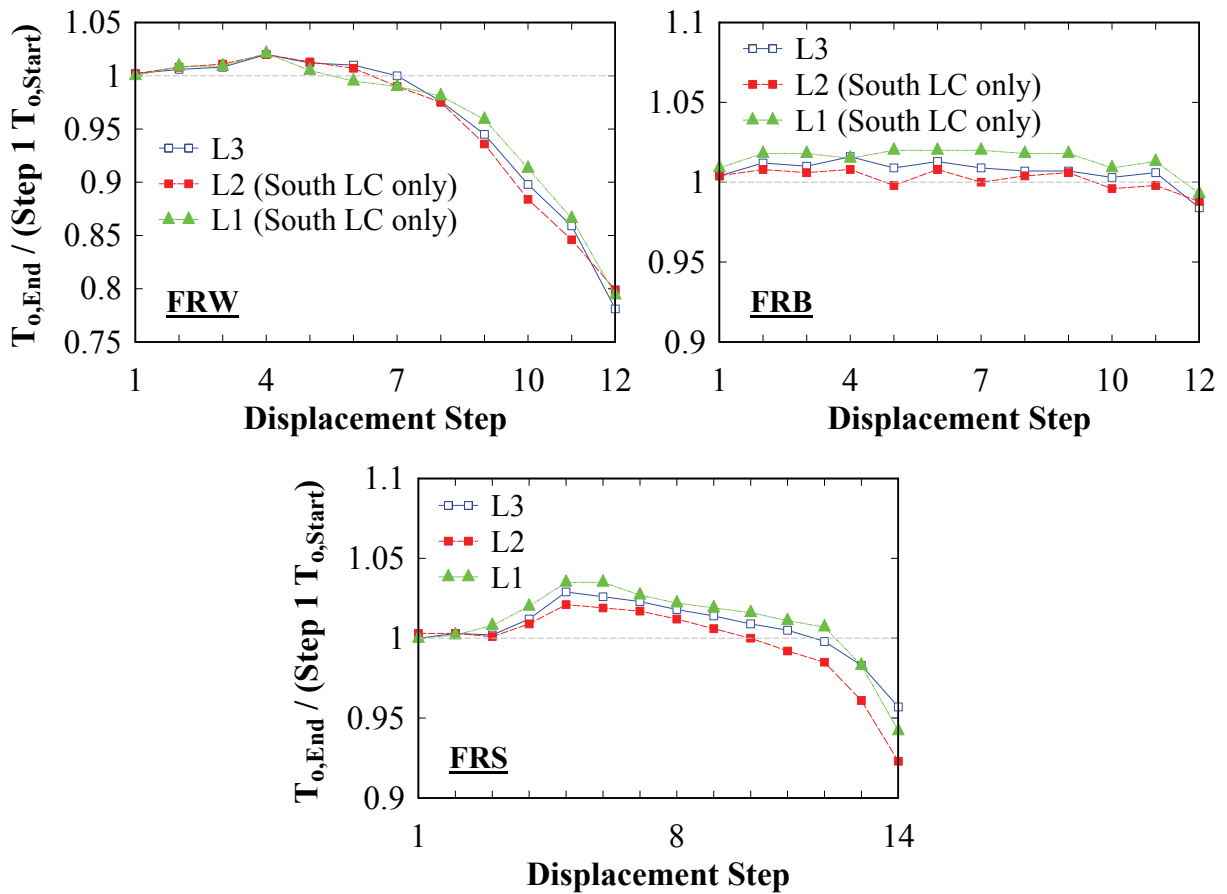 T_o,End / (Step 1 T_o,Start)
1.05
1
0.95
0.9
0.85
0.8
0.75
L3
L2 (South LC only)
L1 (South LC only)
FRW
1 4 7 10 12
Displacement Step
1.1
1.05
1
0.95
0.9
L3
L2 (South LC only)
L1 (South LC only)
FRB
1 4 7 10 12
Displacement Step
T_o,End / (Step 1 T_o,Start)
1.1
1.05
1
0.95
0.9
L3
L2
L1
FRS
1 8 14
Displacement Step